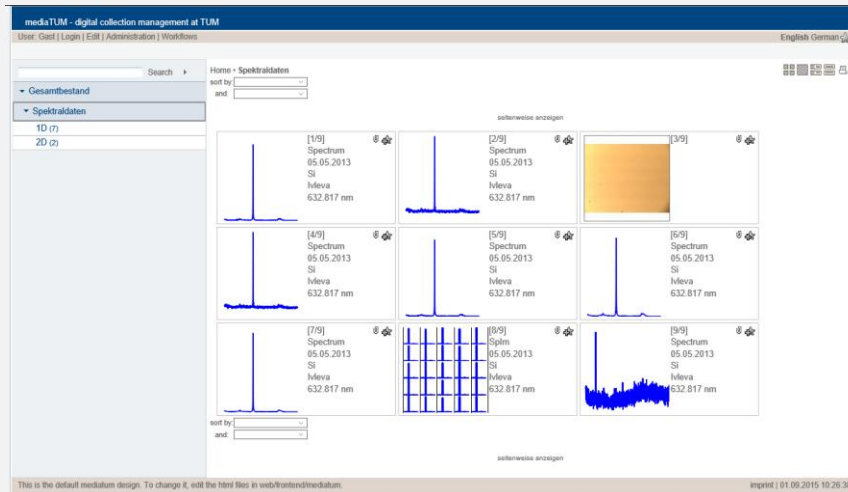 mediaTUM - digital collection management at TUM
User: Gast | Login | Edit | Administration | Workflows
English German
Search
Home » Spektraldaten
sort by:
and:
Gesamtbestand
Spektraldaten
1D (7)
2D (2)
seitenweise anzeigen
[1/9]
Spectrum
05.05.2013
Si
Ivleva
632.817 nm
[2/9]
Spectrum
05.05.2013
Si
Ivleva
632.817 nm
[3/9]
[4/9]
Spectrum
05.05.2013
Si
Ivleva
632.817 nm
[5/9]
Spectrum
05.05.2013
Si
Ivleva
632.817 nm
[6/9]
Spectrum
05.05.2013
Si
Ivleva
632.817 nm
[7/9]
Spectrum
05.05.2013
Si
Ivleva
632.817 nm
[8/9]
SpIm
05.05.2013
Si
Ivleva
632.817 nm
[9/9]
Spectrum
05.05.2013
Si
Ivleva
632.817 nm
sort by:
and:
seitenweise anzeigen
This is the default mediatum design. To change it, edit the html files in web/frontend/mediatum.
imprint | 01.09.2015 10:26:38